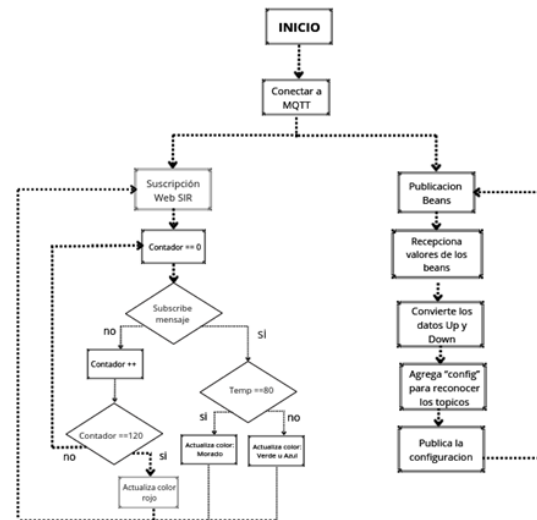 INICIO
Conectar a
MQTT
Suscripción
Web SIR
Contador == 0
Subscribe
mensaje
no
si
Contador ++
Temp ==80
si
no
Contador ==120
no
si
Actualiza color:
Morado
Actualiza color:
Verde u Azul
Actualiza color
rojo
Publicacion
Beans
Recepciona
valores de los
beans
Convierte los
datos Up y
Down
Agrega "config"
para reconocer
los topicos
Publica la
configuracion